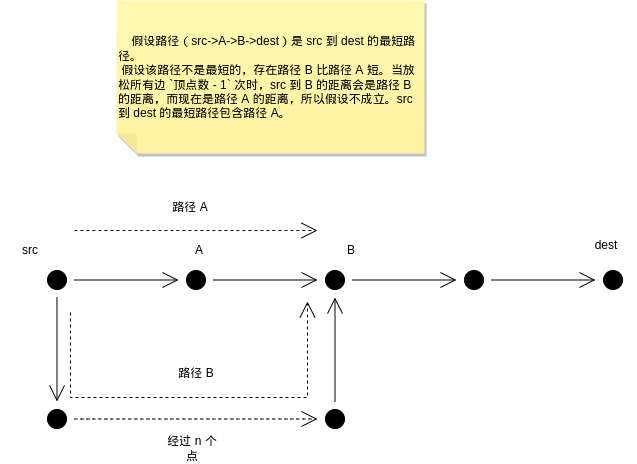 假设路径（src->A->B->dest）是 src 到 dest 的最短路
径。
假设该路径不是最短的，存在路径 B 比路径 A 短。当放
松所有边 `顶点数 - 1` 次时，src 到 B 的距离会是路径 B
的距离，而现在是路径 A 的距离，所以假设不成立。src
到 dest 的最短路径包含路径 A。
路径 A
src
A
B
dest
路径 B
经过 n 个
点